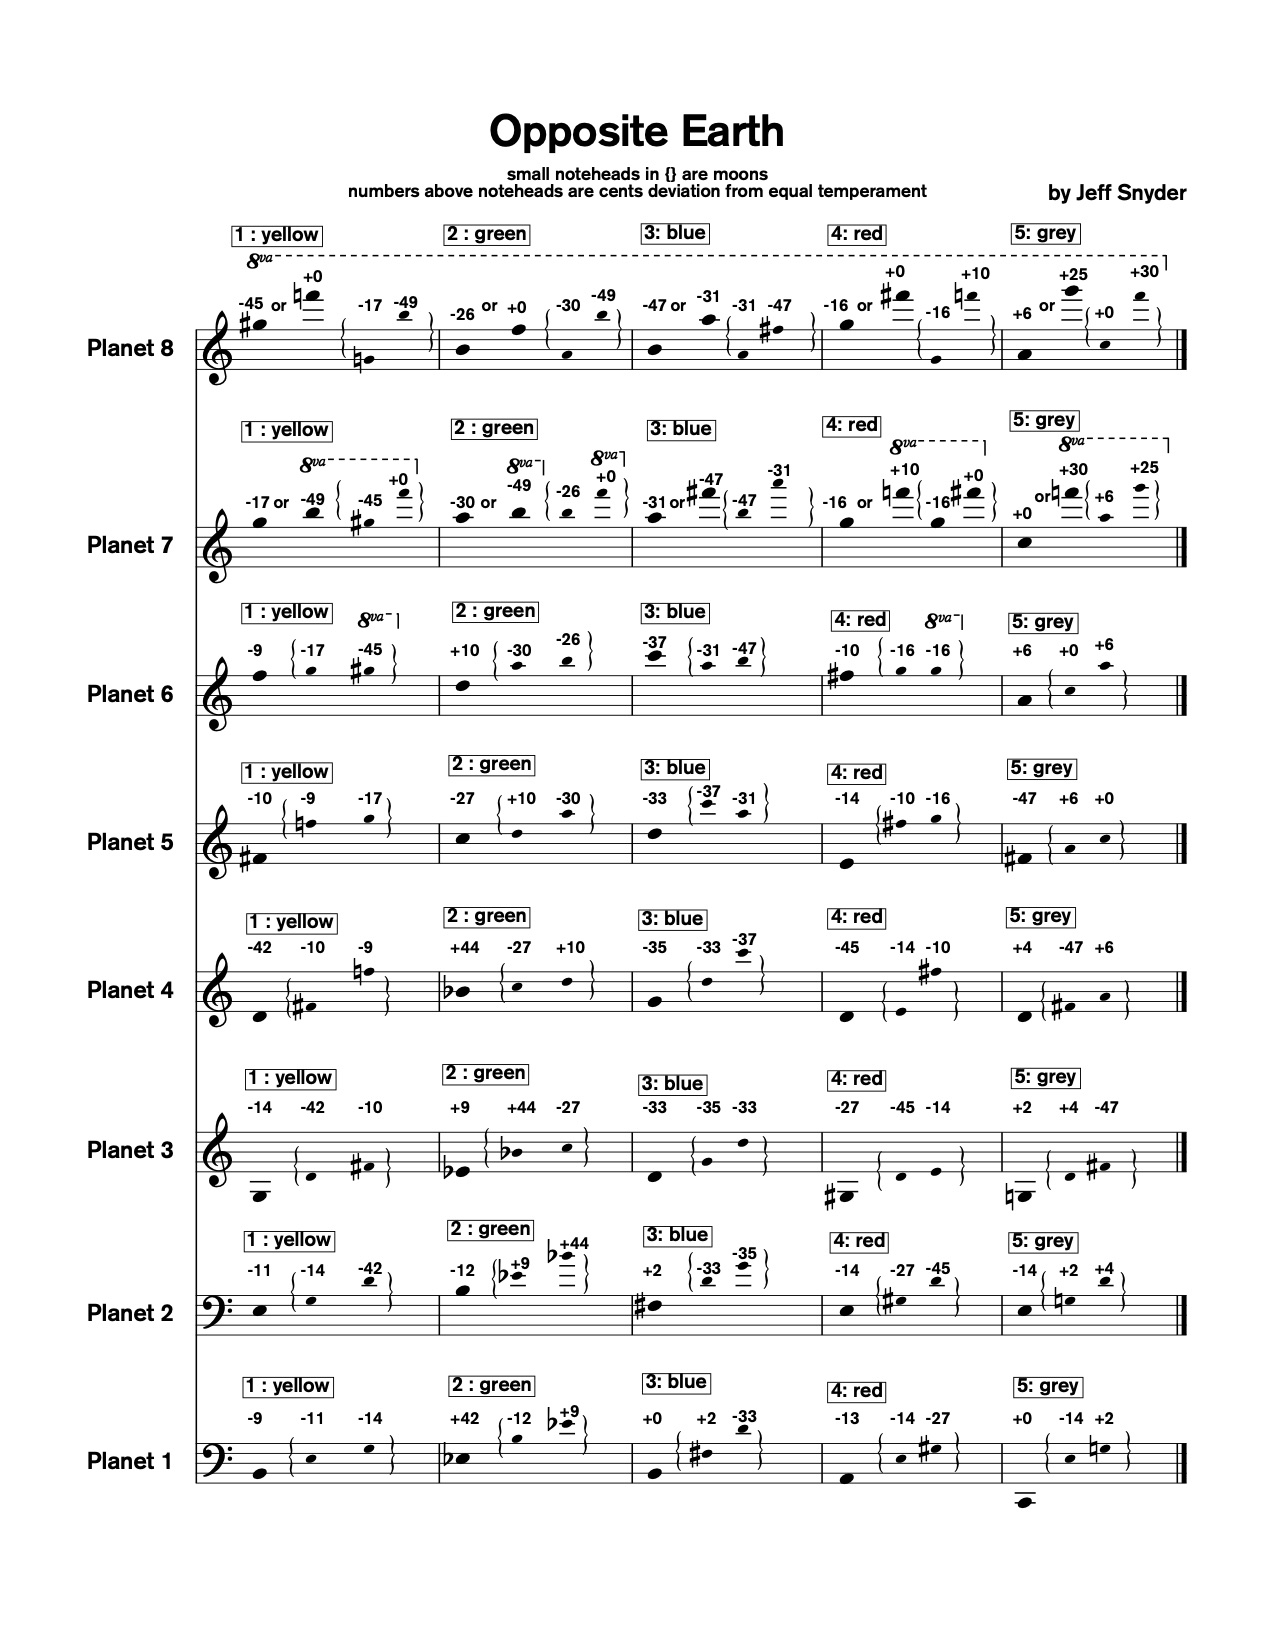 Opposite Earth
small noteheads in {} are moons
numbers above noteheads are cents deviation from equal temperament
by Jeff Snyder
1 : yellow 2 : green 3: blue 4: red 5: grey
8va
-45 or +0 -17 -49 -26 or +0 -30 -49 -47 or -31 -31 -47 -16 or +0 -16 +10 +6 or +25 +0 +30
Planet 8
1 : yellow 2 : green 3: blue 4: red 5: grey
8va 8va 8va 8va 8va
-17 or -49 -45 +0 -30 or -49 -26 +0 -31 or -47 -47 -31 -16 or +10 -16 +0 +0 or +30 +6 +25
Planet 7
1 : yellow 2 : green 3: blue 4: red 5: grey
8va 8va
-9 -17 -45 +10 -30 -26 -37 -31 -47 -10 -16 -16 +6 +0 +6
Planet 6
1 : yellow 2 : green 3: blue 4: red 5: grey
-10 -9 -17 -27 +10 -30 -33 -37 -31 -14 -10 -16 -47 +6 +0
Planet 5
1 : yellow 2 : green 3: blue 4: red 5: grey
-42 -10 -9 +44 -27 +10 -35 -33 -37 -45 -14 -10 +4 -47 +6
Planet 4
1 : yellow 2 : green 3: blue 4: red 5: grey
-14 -42 -10 +9 +44 -27 -33 -35 -33 -27 -45 -14 +2 +4 -47
Planet 3
1 : yellow 2 : green 3: blue 4: red 5: grey
-11 -14 -42 -12 +9 +44 +2 -33 -35 -14 -27 -45 -14 +2 +4
Planet 2
1 : yellow 2 : green 3: blue 4: red 5: grey
-9 -11 -14 +42 -12 +9 +0 +2 -33 -13 -14 -27 +0 -14 +2
Planet 1